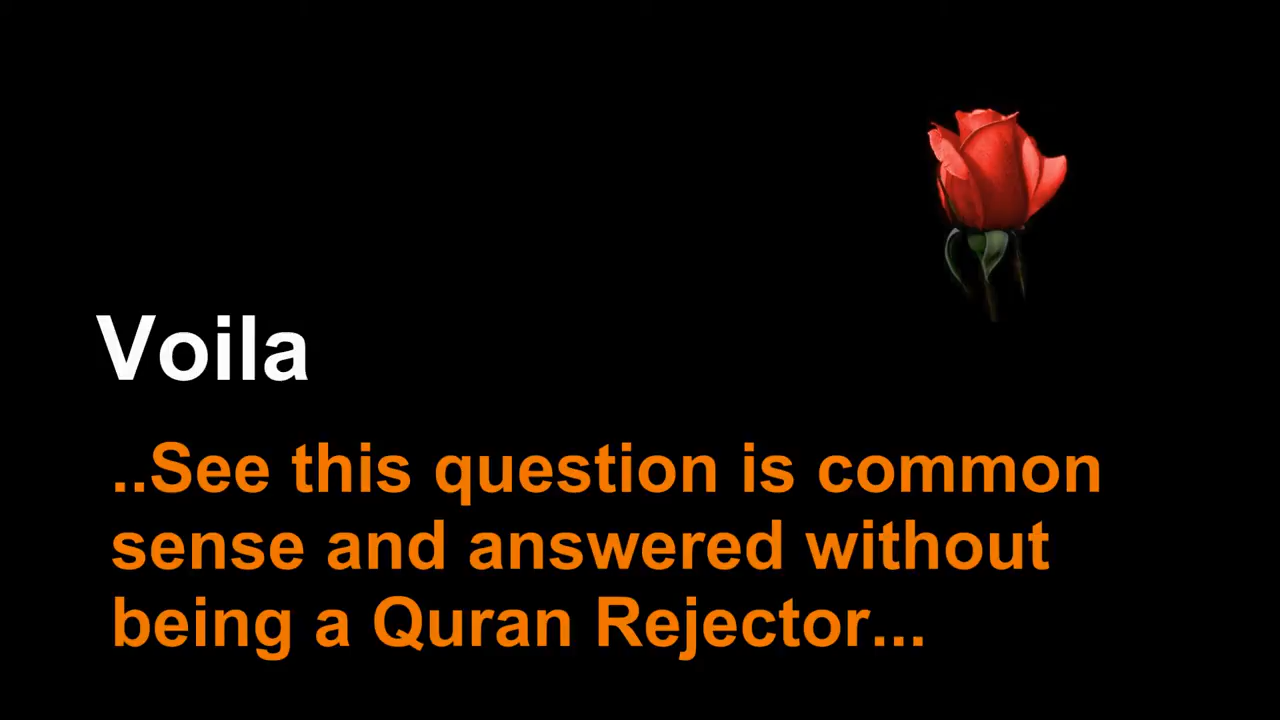 Voila
..See this question is common
sense and answered without
being a Quran Rejector...